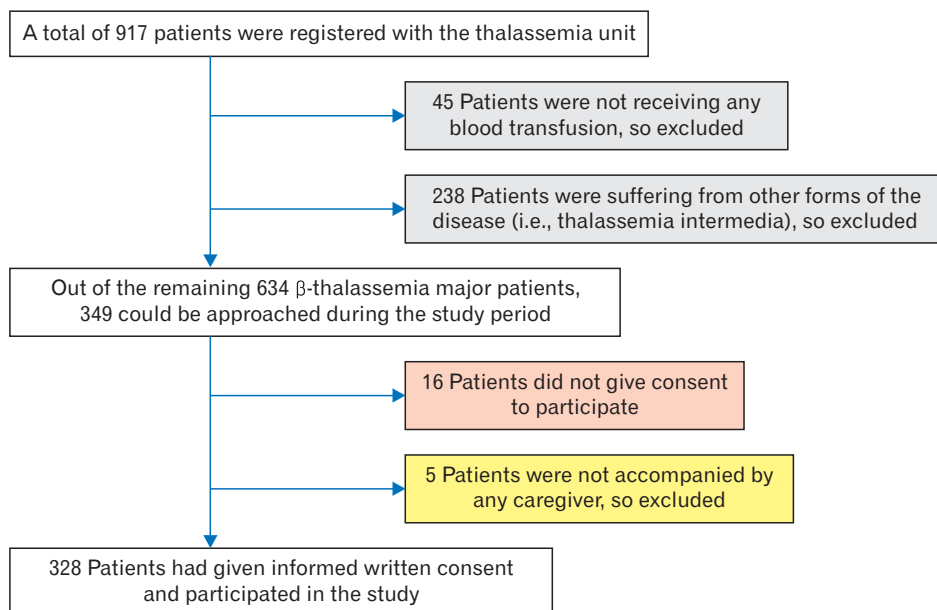 A total of 917 patients were registered with the thalassemia unit
45 Patients were not receiving any
blood transfusion, so excluded
238 Patients were suffering from other forms of the
disease (i.e., thalassemia intermedia), so excluded
Out of the remaining 634 β-thalassemia major patients,
349 could be approached during the study period
16 Patients did not give consent
to participate
5 Patients were not accompanied by
any caregiver, so excluded
328 Patients had given informed written consent
and participated in the study